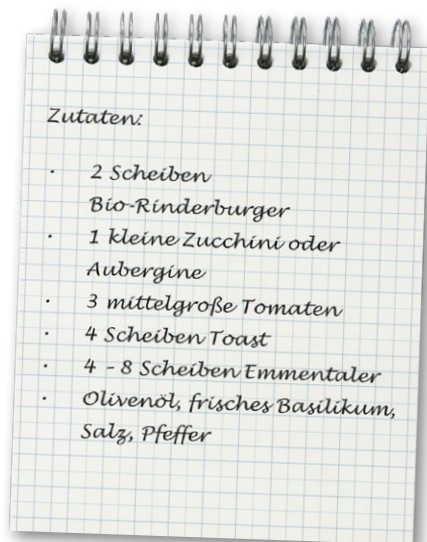 Zutaten:
· 2 Scheiben
Bio-Rinderburger
· 1 kleine Zucchini oder
Aubergine
· 3 mittelgroße Tomaten
· 4 Scheiben Toast
· 4 – 8 Scheiben Emmentaler
· Olivenöl, frisches Basilikum,
Salz, Pfeffer